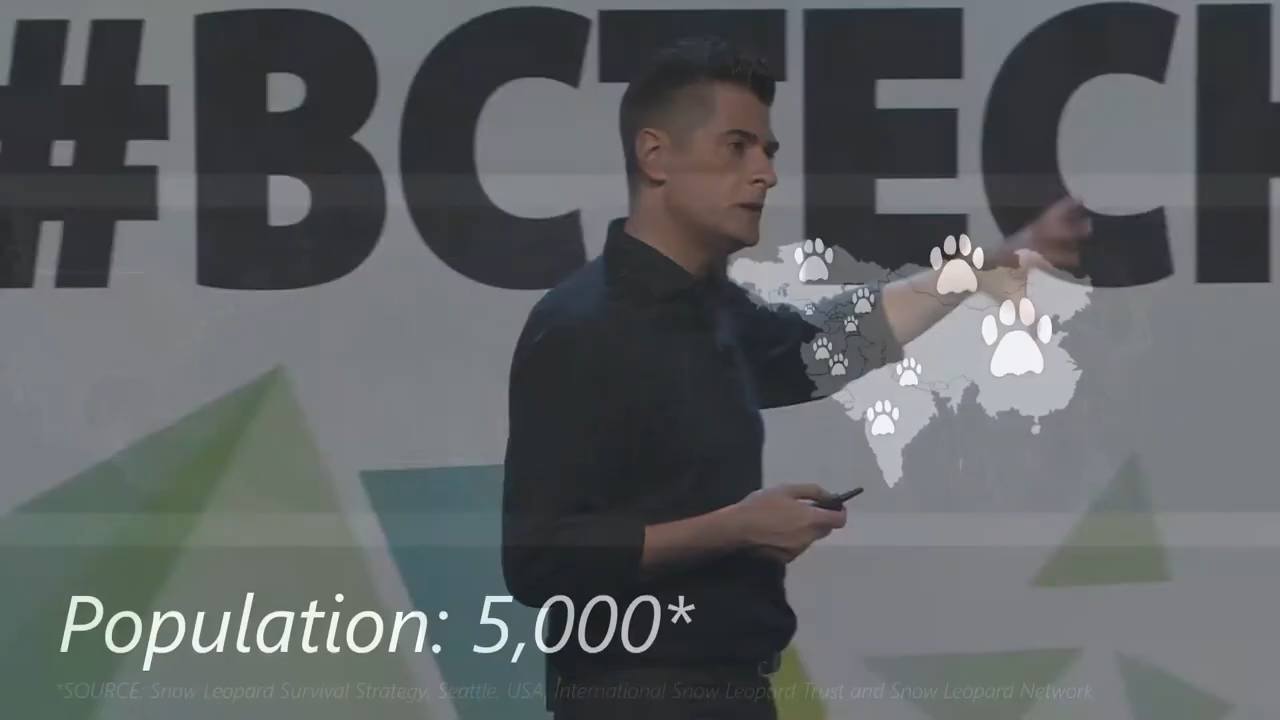 #BCTECH
Population: 5,000*
*SOURCE: Snow Leopard Survival Strategy, Seattle, USA, International Snow Leopard Trust and Snow Leopard Network,